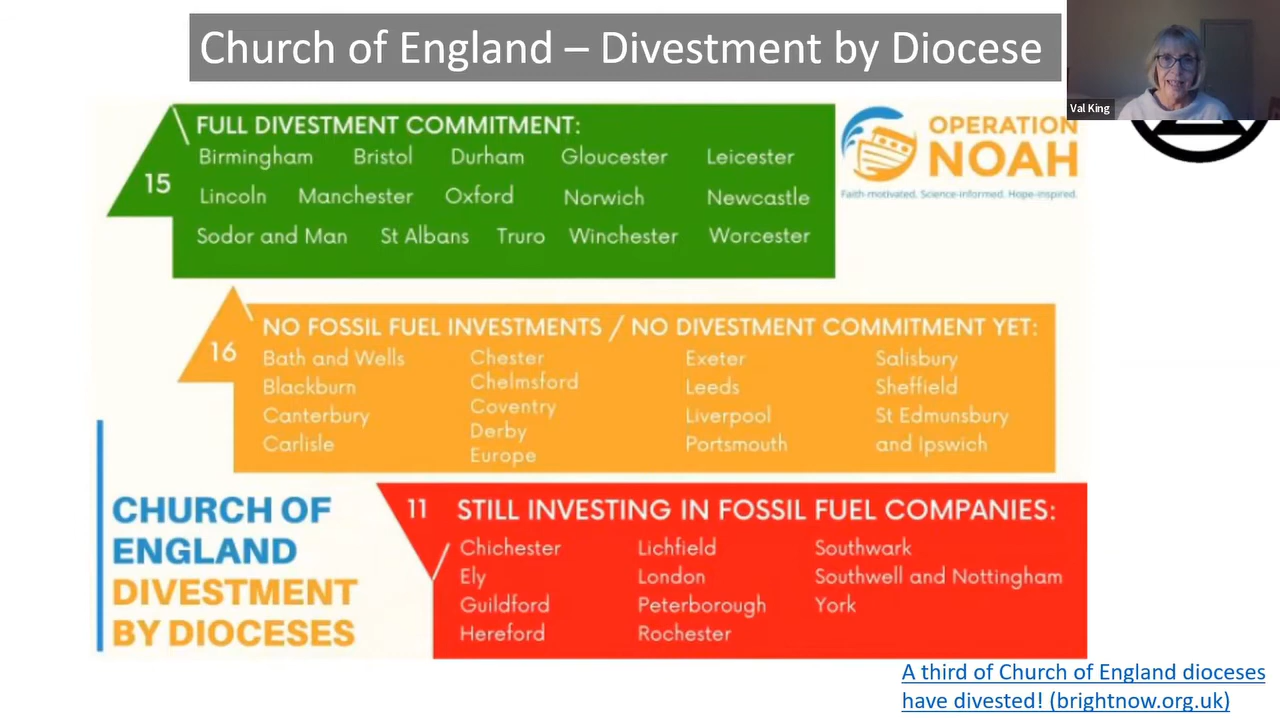 Church of England – Divestment by Diocese
Val King
FULL DIVESTMENT COMMITMENT:
15
Birmingham Bristol Durham Gloucester Leicester
Lincoln Manchester Oxford Norwich Newcastle
Sodor and Man St Albans Truro Winchester Worcester
OPERATION
NOAH
Faith-motivated. Science-informed. Hope-inspired.
NO FOSSIL FUEL INVESTMENTS / NO DIVESTMENT COMMITMENT YET:
16
Bath and Wells
Blackburn
Canterbury
Carlisle
Chester
Chelmsford
Coventry
Derby
Europe
Exeter
Leeds
Liverpool
Portsmouth
Salisbury
Sheffield
St Edmunsbury
and Ipswich
11 STILL INVESTING IN FOSSIL FUEL COMPANIES:
Chichester
Ely
Guildford
Hereford
Lichfield
London
Peterborough
Rochester
Southwark
Southwell and Nottingham
York
CHURCH OF
ENGLAND
DIVESTMENT
BY DIOCESES
A third of Church of England dioceses
have divested! (brightnow.org.uk)